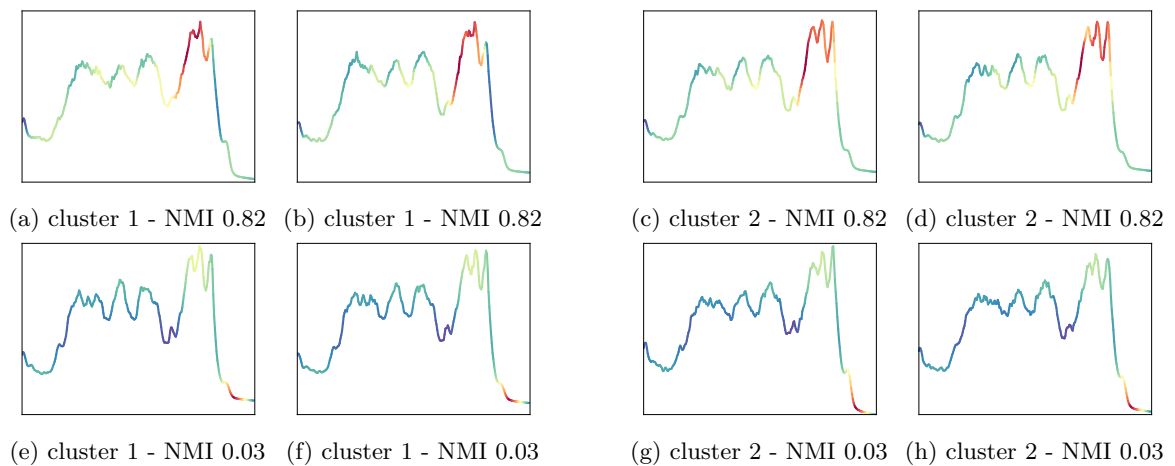 (a) cluster 1 - NMI 0.82 (b) cluster 1 - NMI 0.82 (c) cluster 2 - NMI 0.82 (d) cluster 2 - NMI 0.82
(e) cluster 1 - NMI 0.03 (f) cluster 1 - NMI 0.03 (g) cluster 2 - NMI 0.03 (h) cluster 2 - NMI 0.03